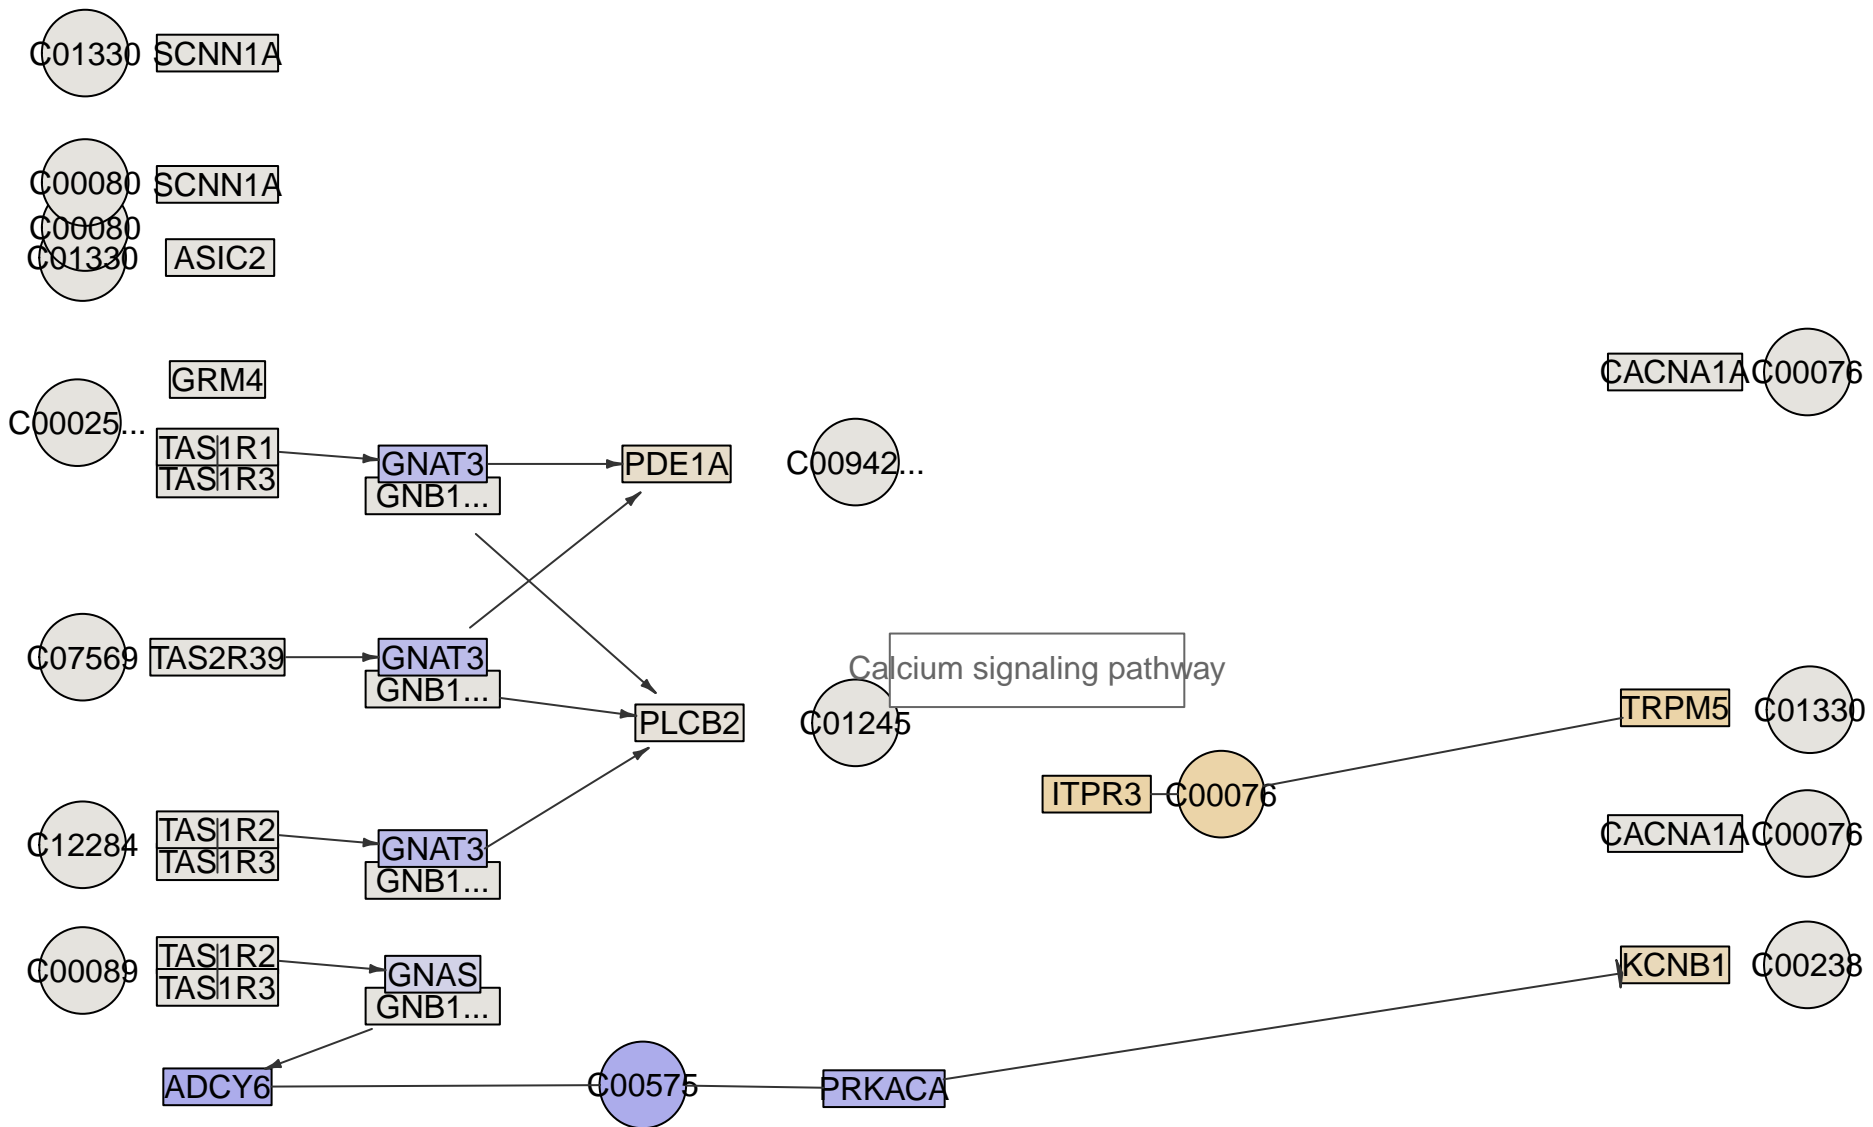 C01330 SCNN1A
C00080 SCNN1A
C00080
C01330 ASIC2
GRM4
CACNA1A C00076
C00025...
TAS1R1
TAS1R3
GNAT3
GNB1...
PDE1A
C00942...
C07569 TAS2R39 GNAT3
GNB1...
Calcium signaling pathway
PLCB2 C01245
TRPM5 C01330
ITPR3 C00076
C12284
TAS1R2
TAS1R3
GNAT3
GNB1...
CACNA1A C00076
C00089
TAS1R2
TAS1R3
GNAS
GNB1...
KCNB1 C00238
ADCY6 C00575 PRKACA